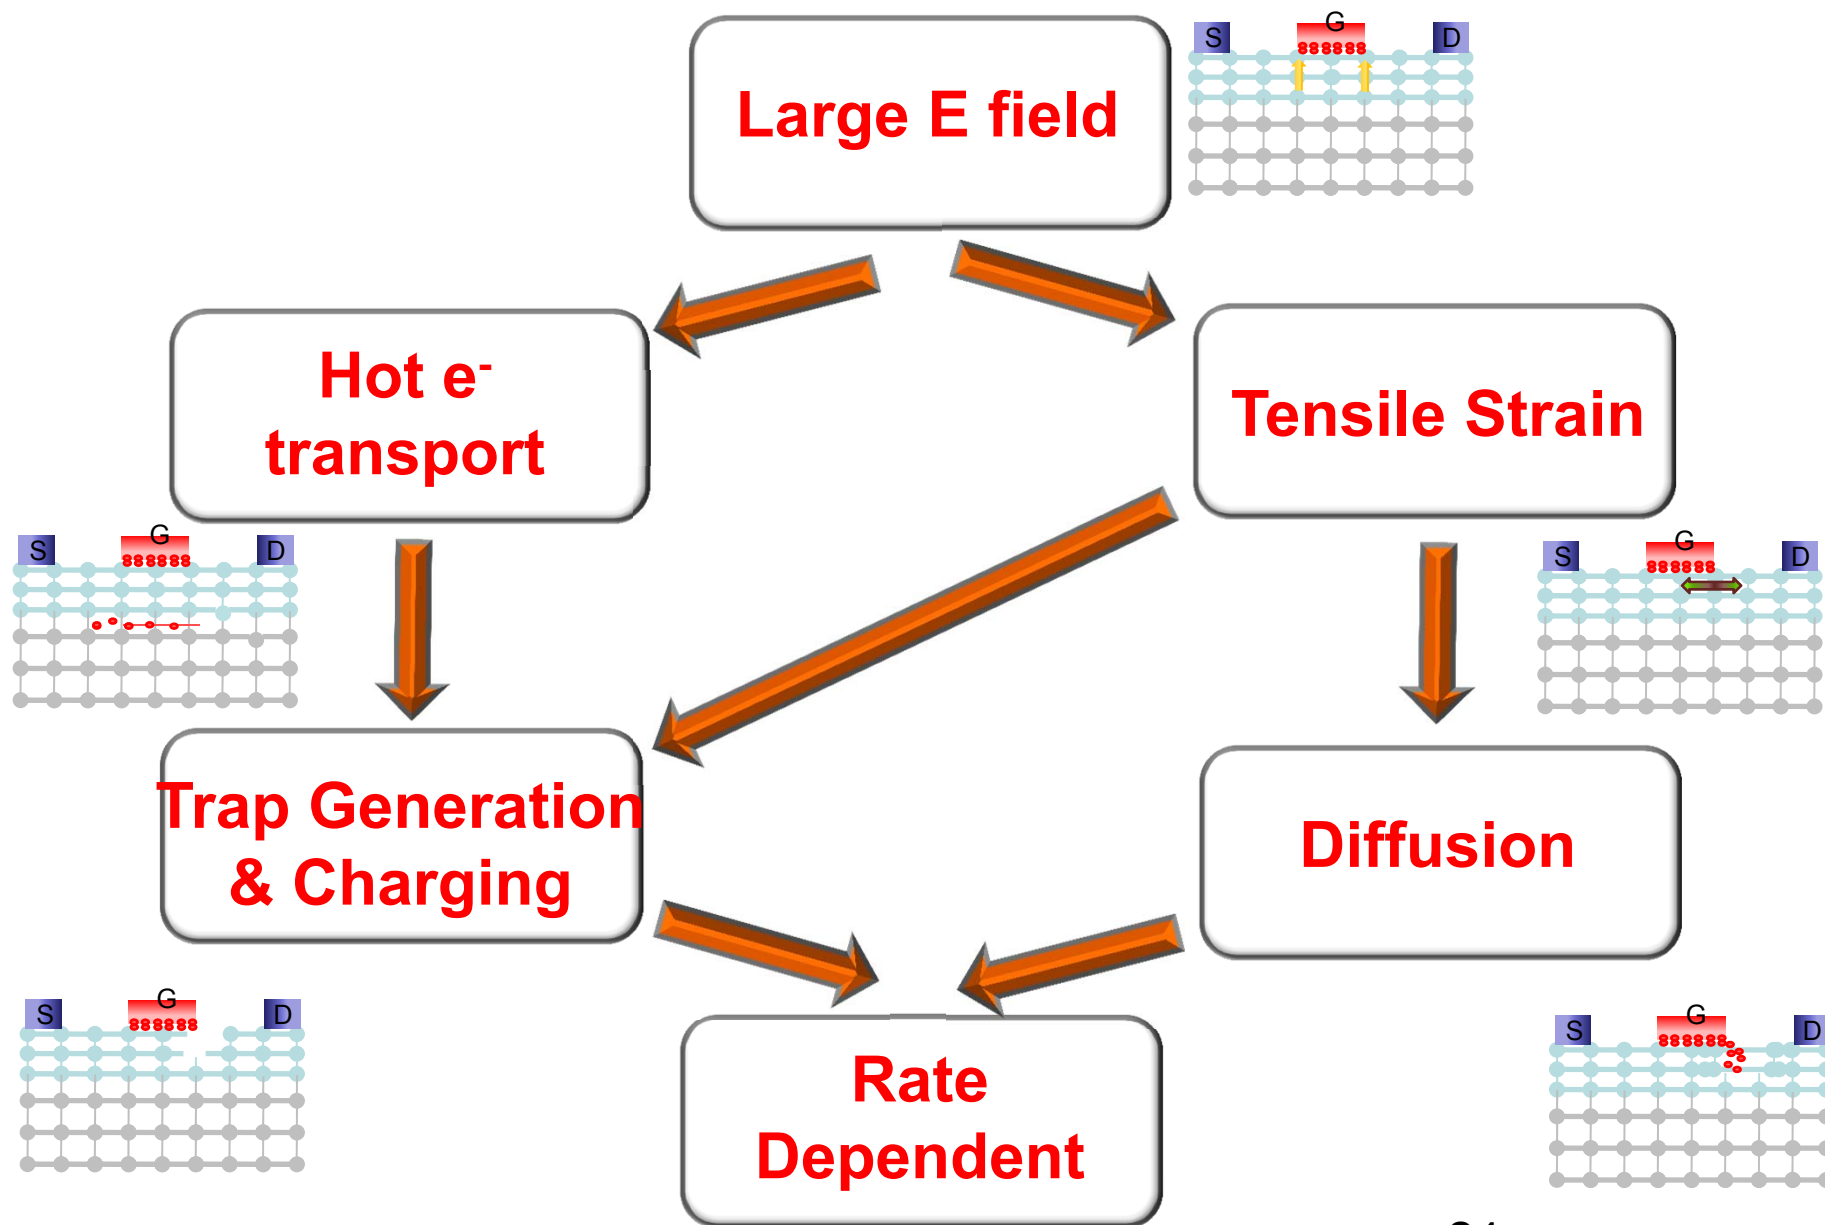 S
G
D
Large E field
Hot e-
transport
Tensile Strain
S
G
D
S
G
D
Trap Generation
& Charging
Diffusion
S
G
D
S
G
D
Rate
Dependent